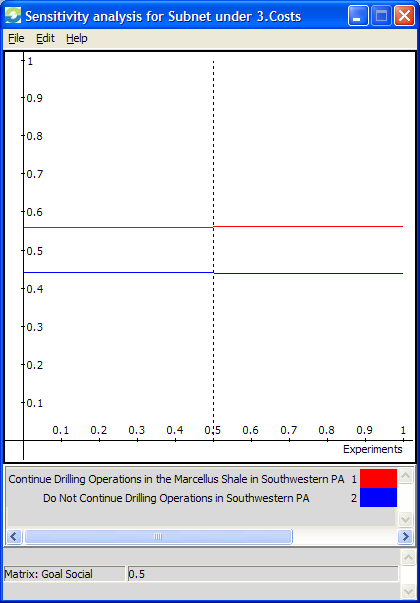 Sensitivity analysis for Subnet under 3.Costs
File Edit Help
1
0.9
0.8
0.7
0.6
0.5
0.4
0.3
0.2
0.1
0.1 0.2 0.3 0.4 0.5 0.6 0.7 0.8 0.9 1
Experiments
Continue Drilling Operations in the Marcellus Shale in Southwestern PA 1
Do Not Continue Drilling Operations in Southwestern PA 2
Matrix: Goal Social 0.5